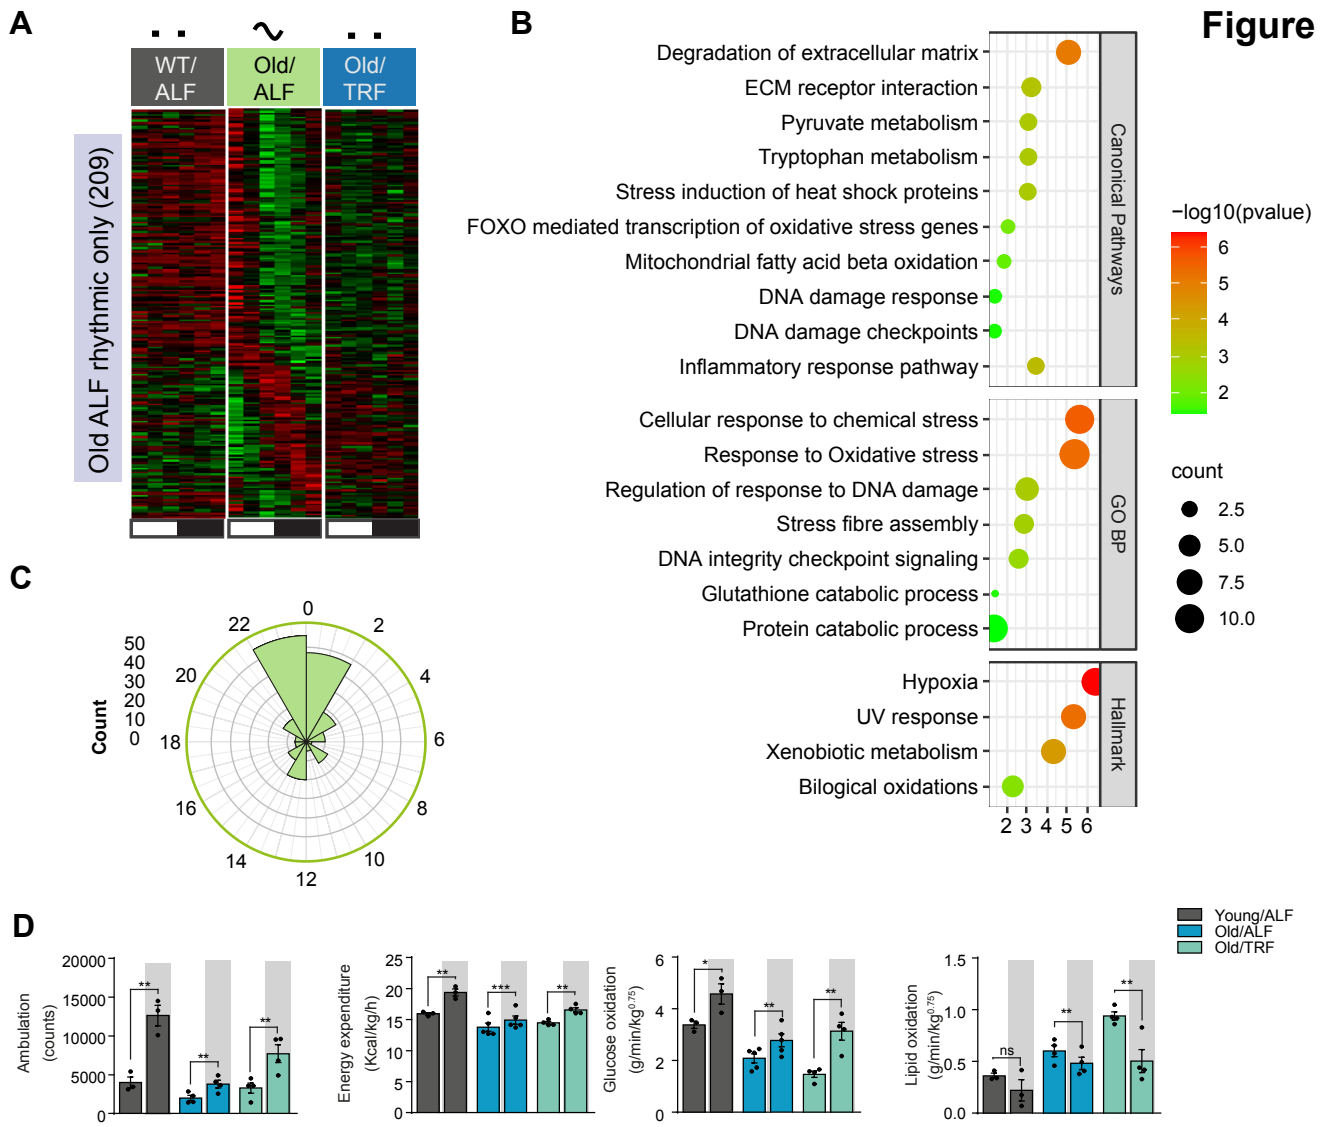 A
B
Figure
WT/
ALF
Old/
ALF
Old/
TRF
Old ALF rhythmic only (209)
Degradation of extracellular matrix
ECM receptor interaction
Pyruvate metabolism
Tryptophan metabolism
Stress induction of heat shock proteins
FOXO mediated transcription of oxidative stress genes
Mitochondrial fatty acid beta oxidation
DNA damage response
DNA damage checkpoints
Inflammatory response pathway
Canonical Pathways
Cellular response to chemical stress
Response to Oxidative stress
Regulation of response to DNA damage
Stress fibre assembly
DNA integrity checkpoint signaling
Glutathione catabolic process
Protein catabolic process
GO BP
Hypoxia
UV response
Xenobiotic metabolism
Bilogical oxidations
Hallmark
2 3 4 5 6
−log10(pvalue)
6
5
4
3
2
count
2.5
5.0
7.5
10.0
C
Count
50
40
30
20
10
0
0
2
4
6
8
10
12
14
16
18
20
22
D
Young/ALF
Old/ALF
Old/TRF
Ambulation
(counts)
20000
15000
10000
5000
0
**
**
**
Energy expenditure
(Kcal/kg/h)
25
20
15
10
5
0
**
***
**
Glucose oxidation
(g/min/kg0.75)
6
4
2
0
*
**
**
Lipid oxidation
(g/min/kg0.75)
1.5
1.0
0.5
0.0
ns
**
**